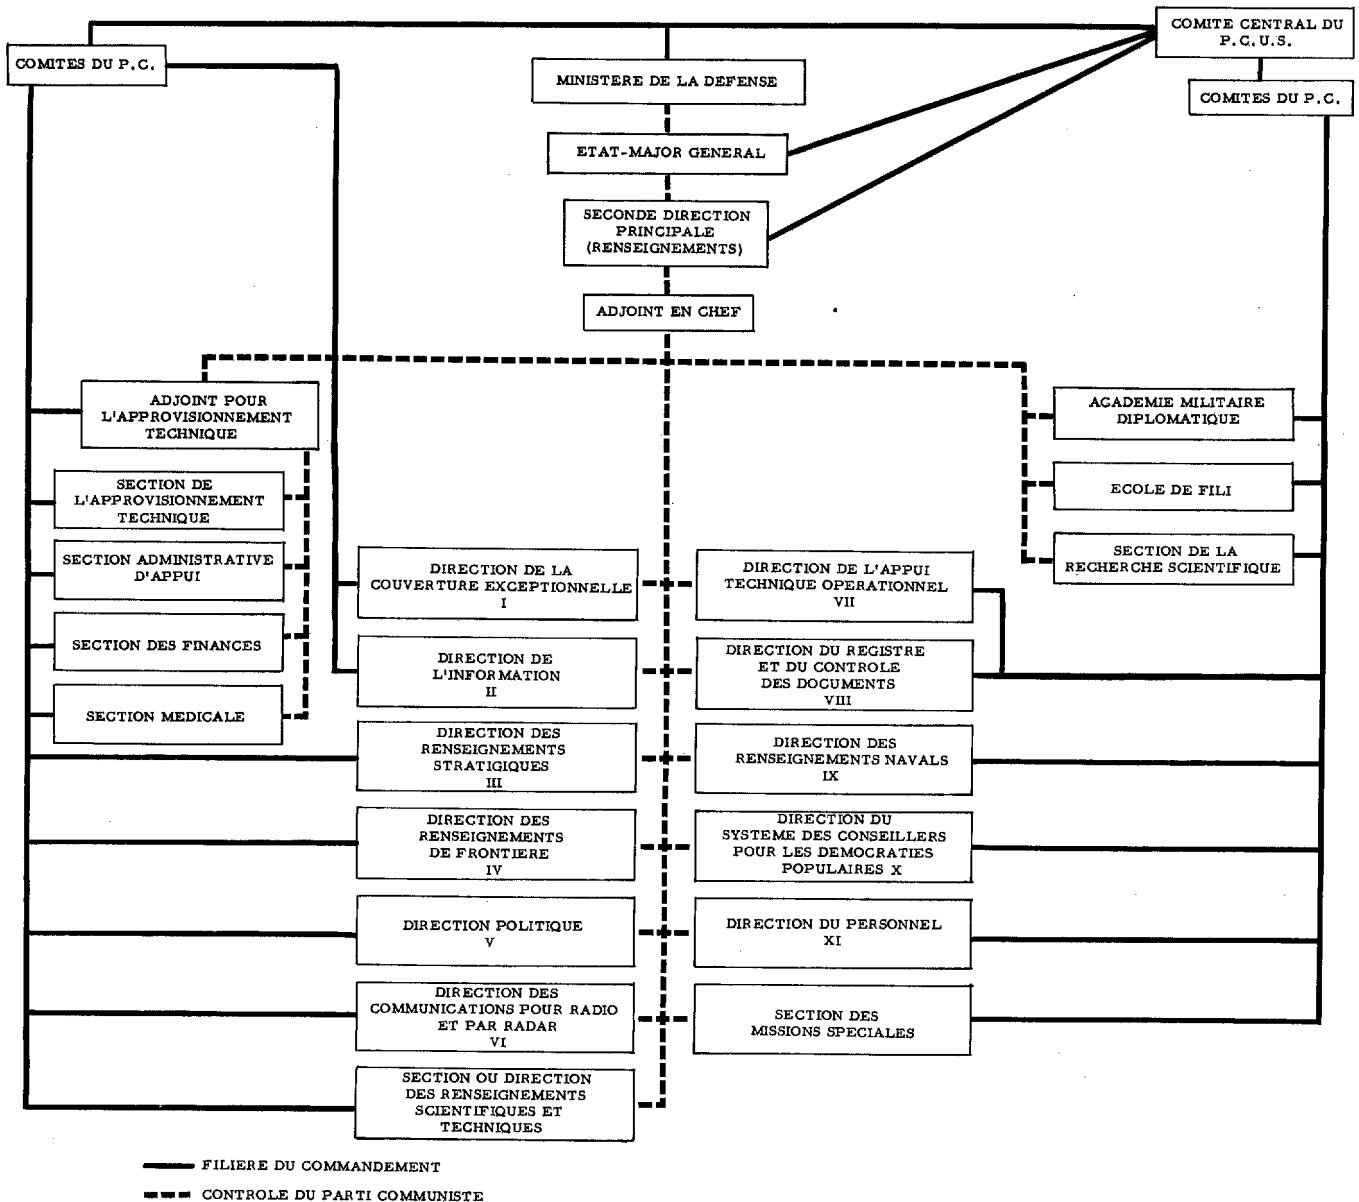 COMITE CENTRAL DU
P.C.U.S.
COMITES DU P.C.
COMITES DU P.C.
MINISTERE DE LA DEFENSE
ETAT-MAJOR GENERAL
SECONDE DIRECTION
PRINCIPALE
(RENSEIGNEMENTS)
ADJOINT EN CHEF
ADJOINT POUR
L'APPROVISIONNEMENT
TECHNIQUE
SECTION DE
L'APPROVISIONNEMENT
TECHNIQUE
SECTION ADMINISTRATIVE
D'APPUI
SECTION DES FINANCES
SECTION MEDICALE
ACADEMIE MILITAIRE
DIPLOMATIQUE
ECOLE DE FILI
SECTION DE LA
RECHERCHE SCIENTIFIQUE
DIRECTION DE LA
COUVERTURE EXCEPTIONNELLE
I
DIRECTION DE
L'INFORMATION
II
DIRECTION DES
RENSEIGNEMENTS
STRATIGIQUES
III
DIRECTION DES
RENSEIGNEMENTS
DE FRONTIERE
IV
DIRECTION POLITIQUE
V
DIRECTION DES
COMMUNICATIONS POUR RADIO
ET PAR RADAR
VI
SECTION OU DIRECTION
DES RENSEIGNEMENTS
SCIENTIFIQUES ET
TECHNIQUES
DIRECTION DE L'APPUI
TECHNIQUE OPERATIONNEL
VII
DIRECTION DU REGISTRE
ET DU CONTROLE
DES DOCUMENTS
VIII
DIRECTION DES
RENSEIGNEMENTS NAVALS
IX
DIRECTION DU
SYSTEME DES CONSEILLERS
POUR LES DEMOCRATIES
POPULAIRES X
DIRECTION DU PERSONNEL
XI
SECTION DES
MISSIONS SPECIALES
FILIERE DU COMMANDEMENT
CONTROLE DU PARTI COMMUNISTE